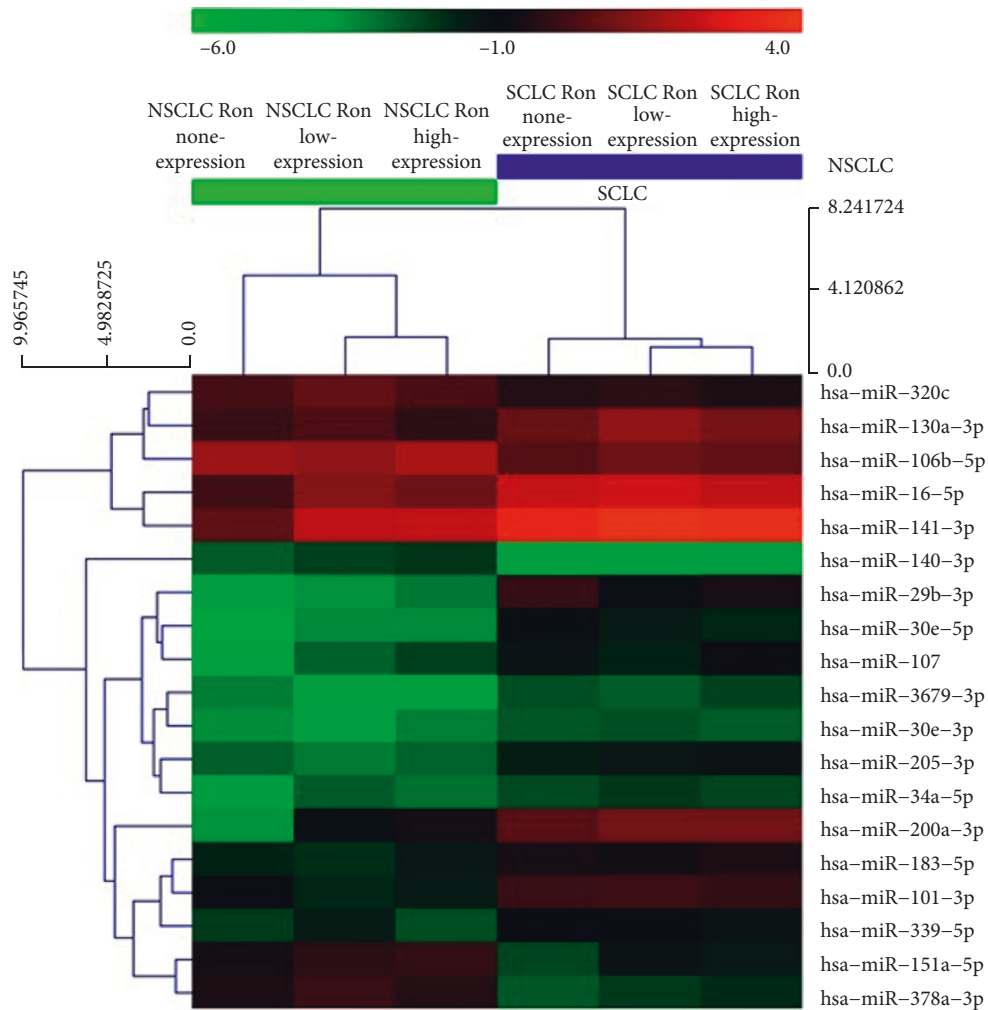 −6.0 −1.0 4.0
NSCLC Ron none-expression
NSCLC Ron low-expression
NSCLC Ron high-expression
SCLC Ron none-expression
SCLC Ron low-expression
SCLC Ron high-expression
NSCLC
SCLC
8.241724
4.120862
0.0
9.965745
4.9828725
0.0
hsa−miR−320c
hsa−miR−130a−3p
hsa−miR−106b−5p
hsa−miR−16−5p
hsa−miR−141−3p
hsa−miR−140−3p
hsa−miR−29b−3p
hsa−miR−30e−5p
hsa−miR−107
hsa−miR−3679−3p
hsa−miR−30e−3p
hsa−miR−205−3p
hsa−miR−34a−5p
hsa−miR−200a−3p
hsa−miR−183−5p
hsa−miR−101−3p
hsa−miR−339−5p
hsa−miR−151a−5p
hsa−miR−378a−3p